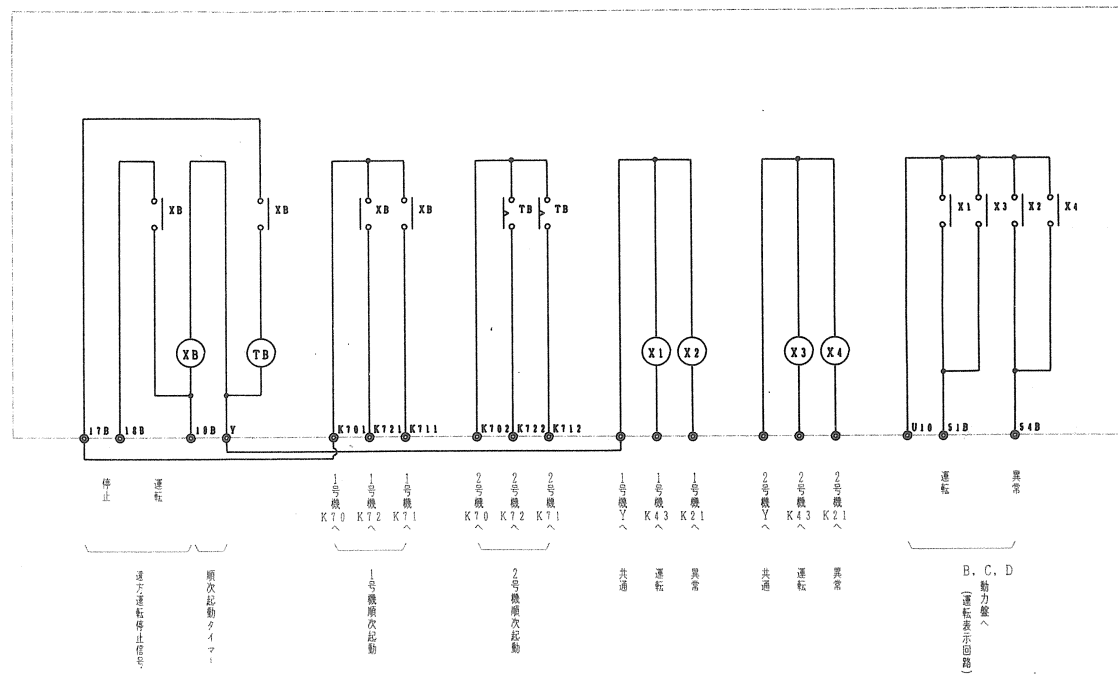 XB
XB
XB
XB
TB
TB
X1
X3
X2
X4
XB
TB
X1
X2
X3
X4
17B
18B
19B
Y
K701
K721
K711
K702
K722
K712
U10
51B
54B
停止
運転
1号機K70へ
1号機K72へ
1号機K71へ
2号機K70へ
2号機K72へ
2号機K71へ
1号機Yへ
1号機K43へ
1号機K21へ
2号機Yへ
2号機K43へ
2号機K21へ
運転
異常
遠方運転停止信号
順次起動タイマー
1号機順次起動
2号機順次起動
共通
運転
異常
共通
運転
異常
B, C, D
動力盤へ
(運転表示回路)